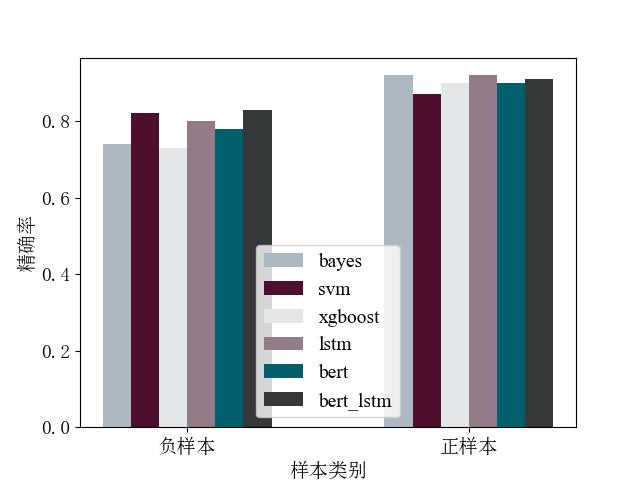 0.8
0.6
0.4
0.2
0.0
精确率
bayes
svm
xgboost
lstm
bert
bert_lstm
负样本
正样本
样本类别